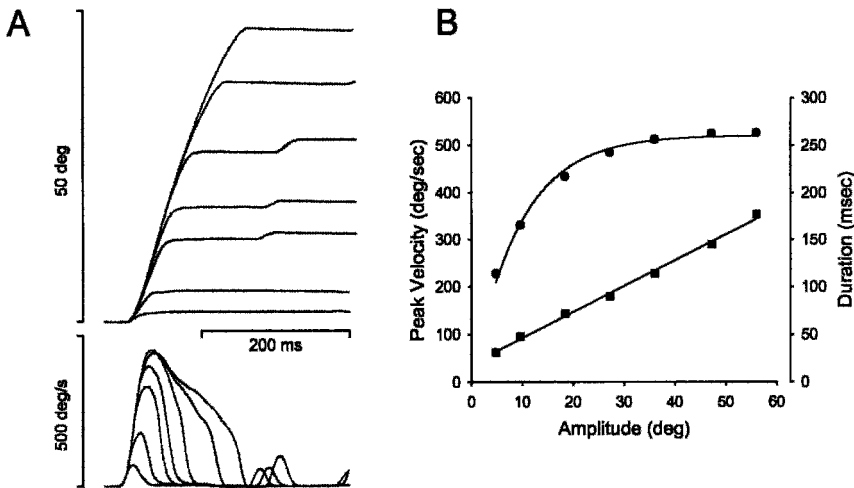 A
50 deg
200 ms
500 deg/s
B
Peak Velocity (deg/sec)
600
500
400
300
200
100
0
300
250
200
150
100
50
0
Duration (msec)
0 10 20 30 40 50 60
Amplitude (deg)